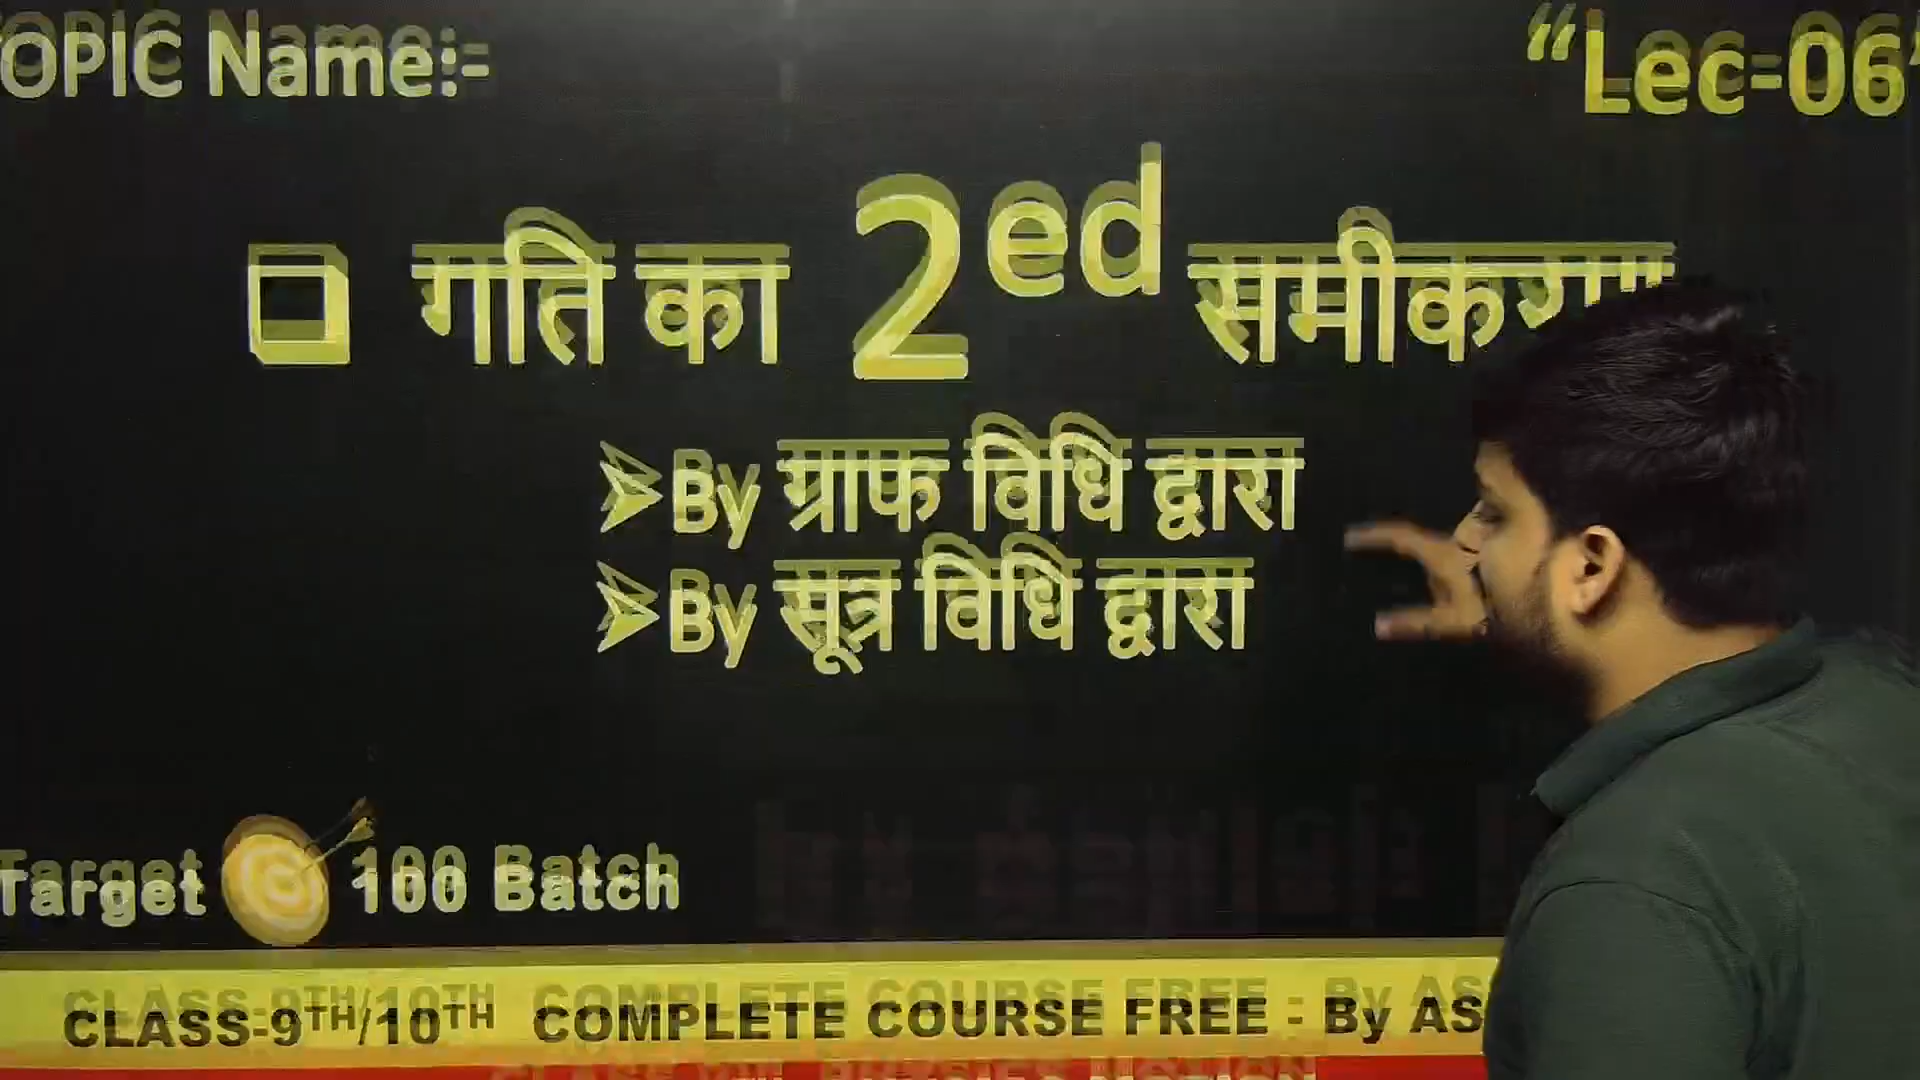 OPIC Name:-
“Lec-06”
गति का 2ed समीकरण
By ग्राफ विधि द्वारा
By सूत्र विधि द्वारा
Target 100 Batch
CLASS-9TH/10TH COMPLETE COURSE FREE : By AS